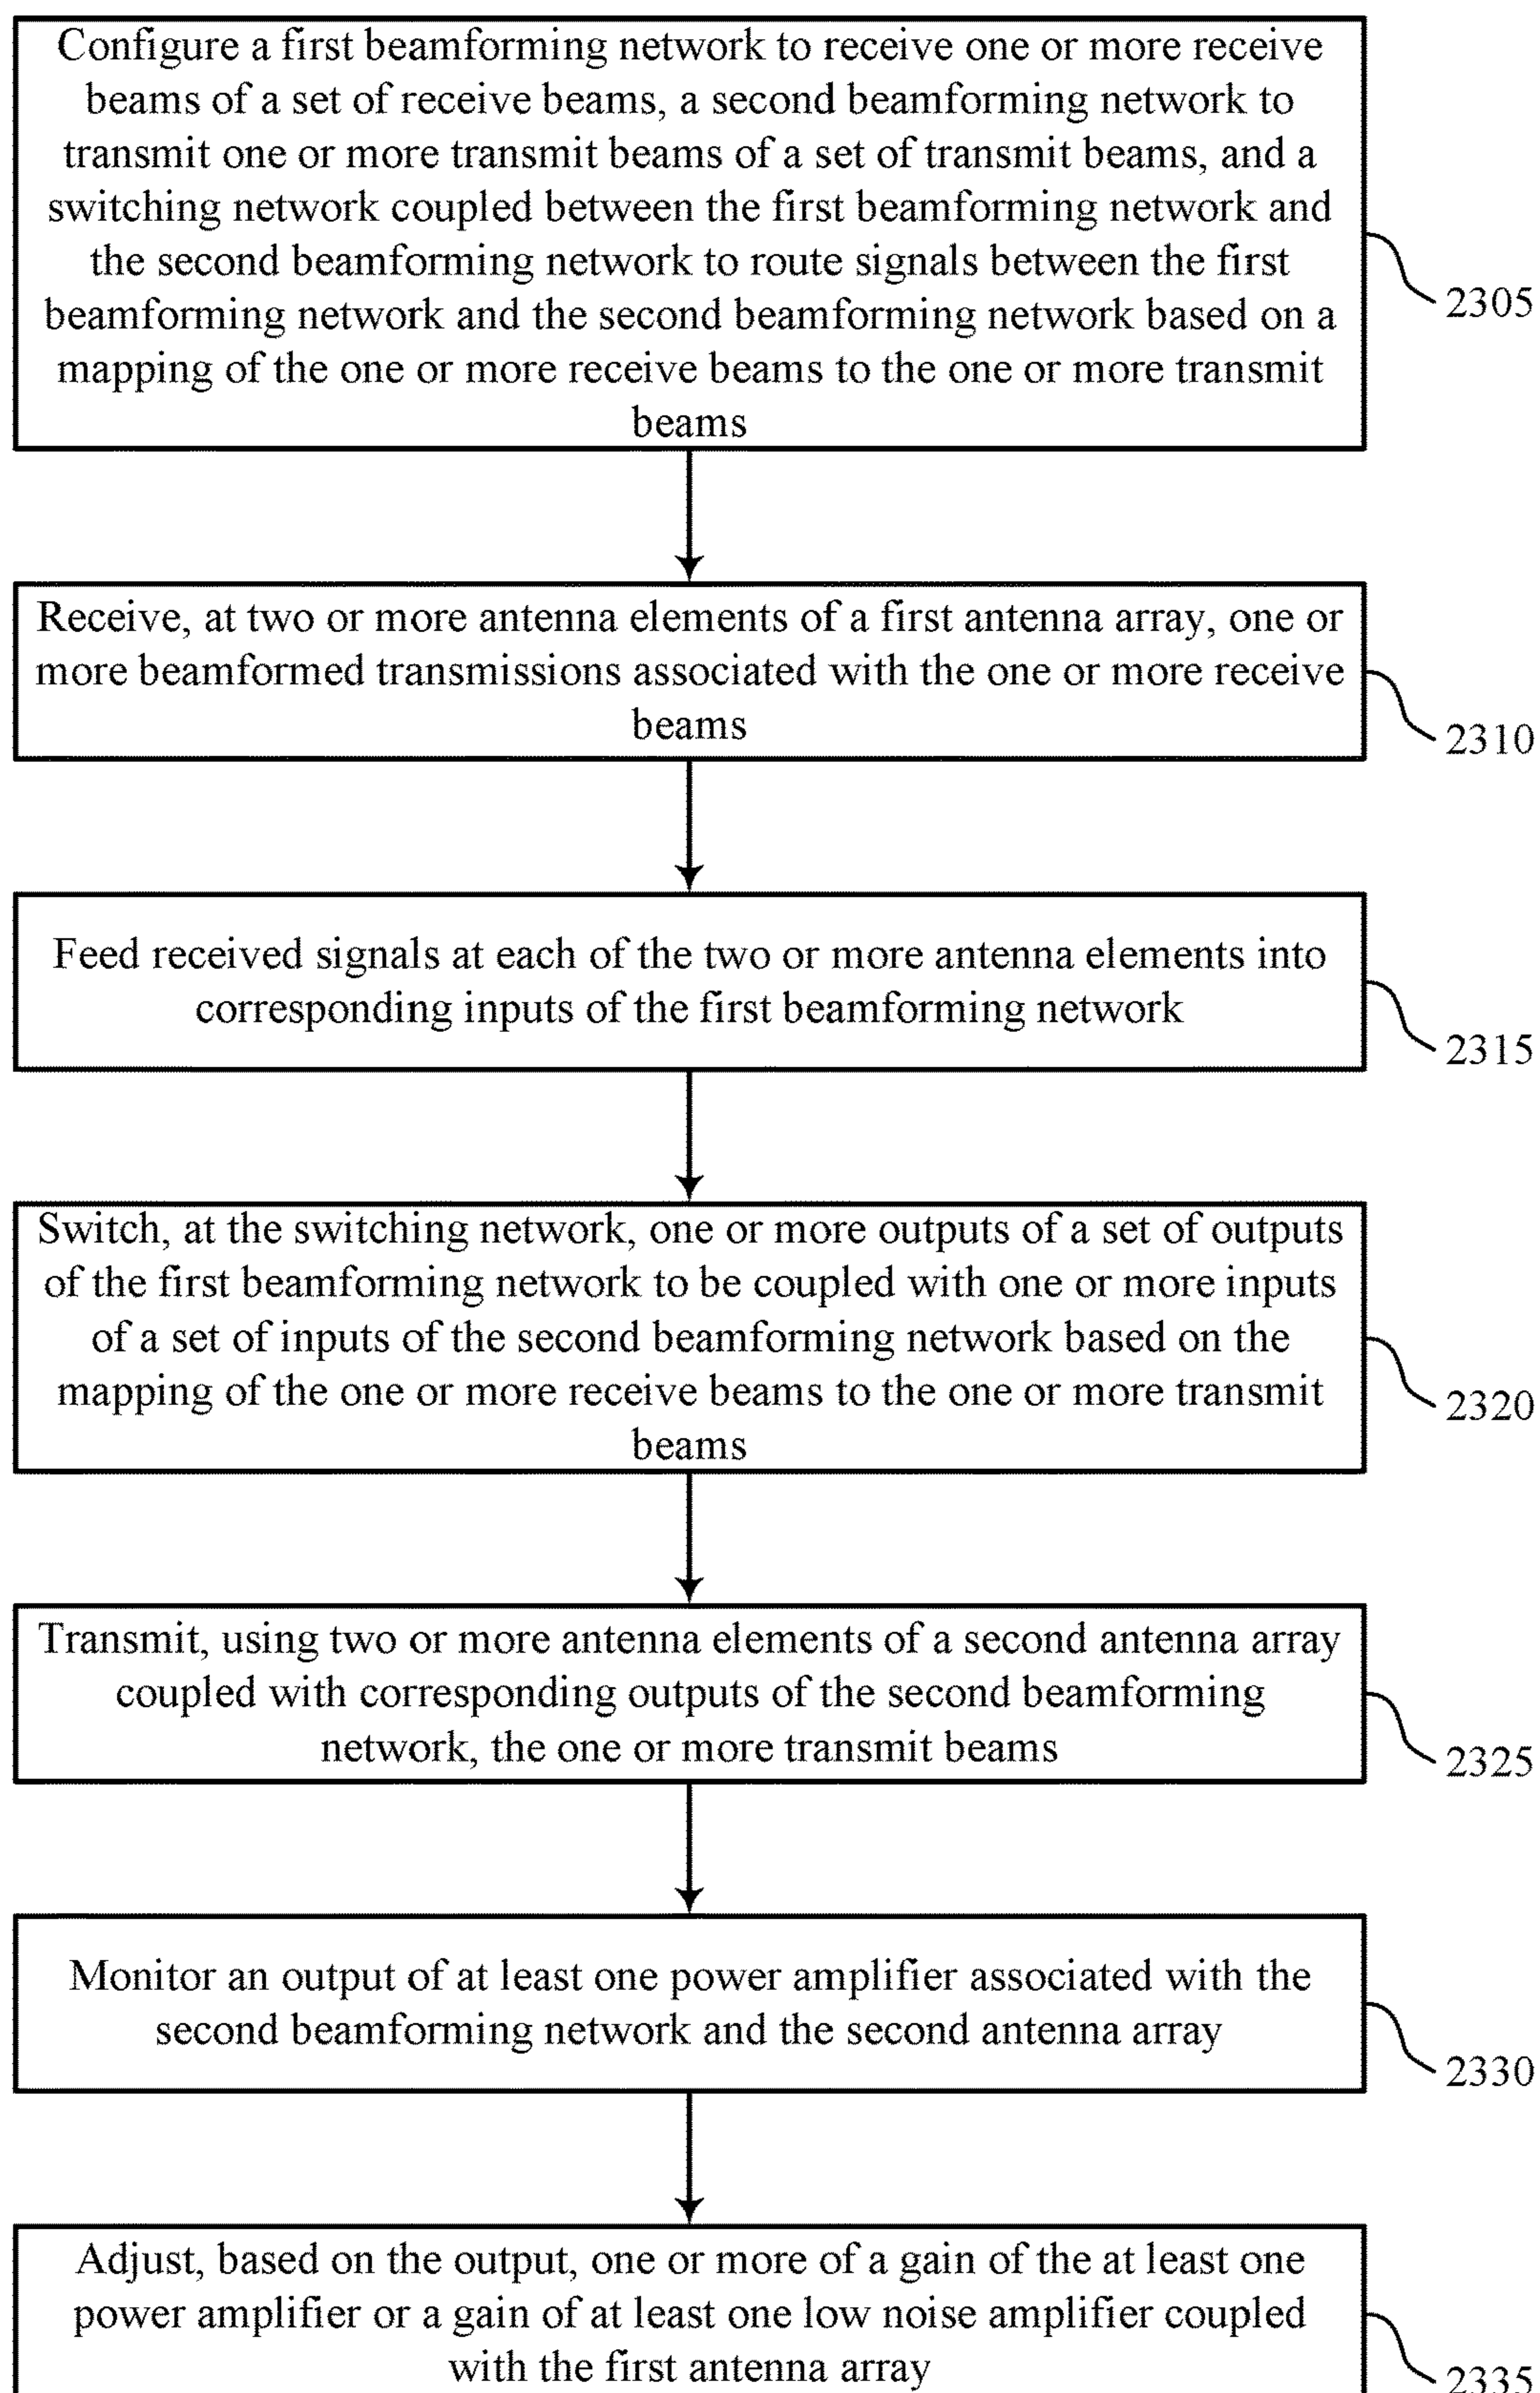 Configure a first beamforming network to receive one or more receive
beams of a set of receive beams, a second beamforming network to
transmit one or more transmit beams of a set of transmit beams, and a
switching network coupled between the first beamforming network and
the second beamforming network to route signals between the first
beamforming network and the second beamforming network based on a
mapping of the one or more receive beams to the one or more transmit
beams
2305
Receive, at two or more antenna elements of a first antenna array, one or
more beamformed transmissions associated with the one or more receive
beams
2310
Feed received signals at each of the two or more antenna elements into
corresponding inputs of the first beamforming network
2315
Switch, at the switching network, one or more outputs of a set of outputs
of the first beamforming network to be coupled with one or more inputs
of a set of inputs of the second beamforming network based on the
mapping of the one or more receive beams to the one or more transmit
beams
2320
Transmit, using two or more antenna elements of a second antenna array
coupled with corresponding outputs of the second beamforming
network, the one or more transmit beams
2325
Monitor an output of at least one power amplifier associated with the
second beamforming network and the second antenna array
2330
Adjust, based on the output, one or more of a gain of the at least one
power amplifier or a gain of at least one low noise amplifier coupled
with the first antenna array
2335